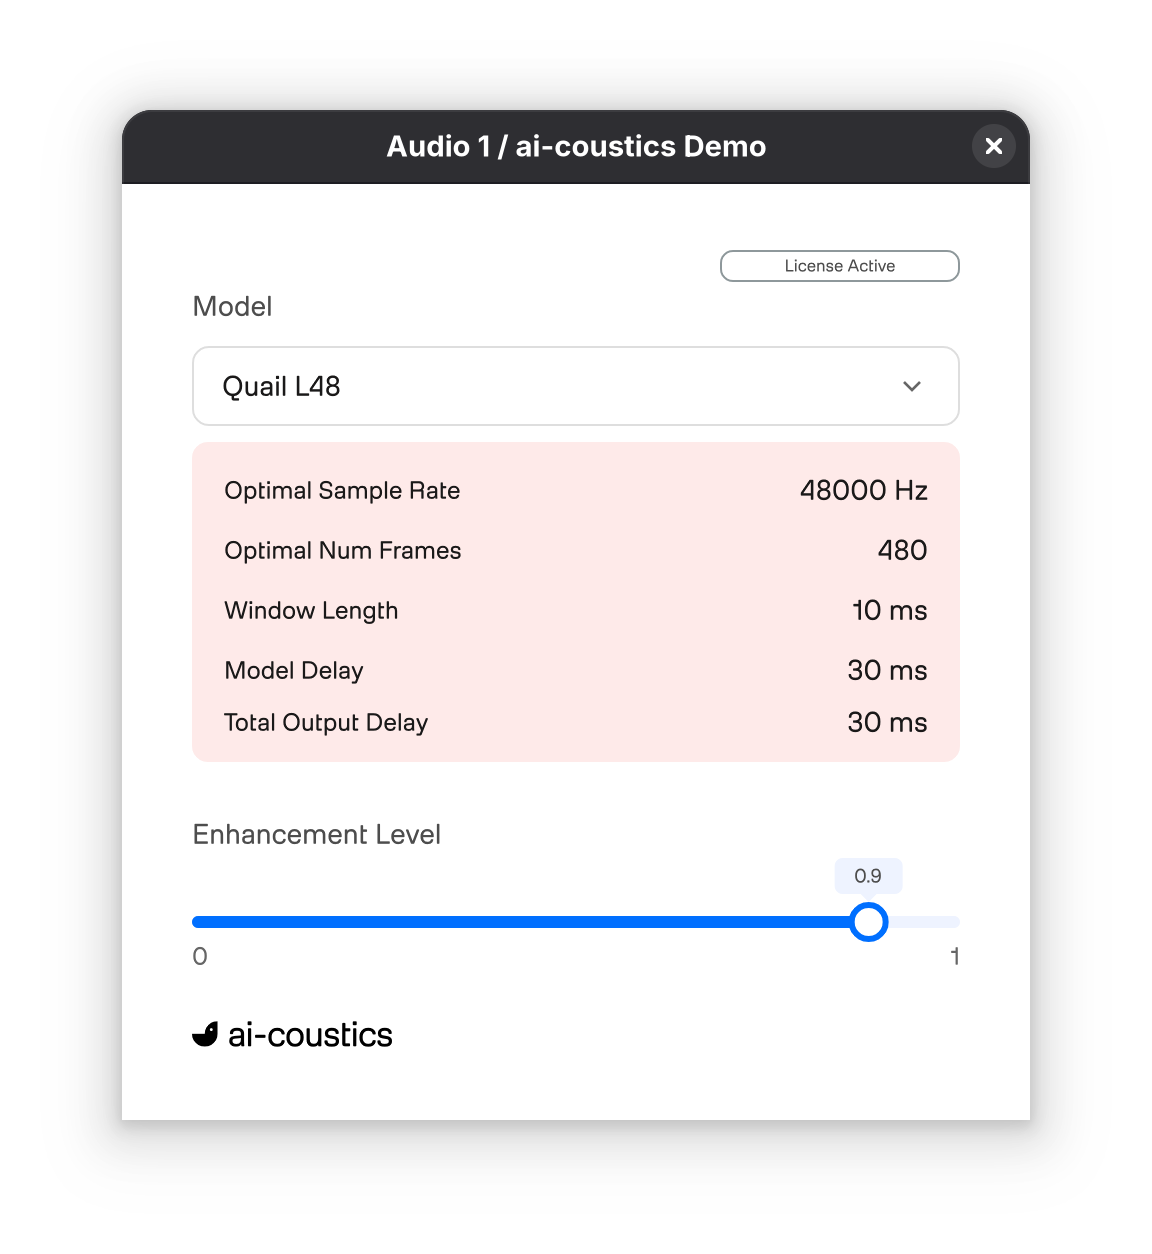 Audio 1 / ai-coustics Demo
License Active
Model
Quail L48
Optimal Sample Rate 48000 Hz
Optimal Num Frames 480
Window Length 10 ms
Model Delay 30 ms
Total Output Delay 30 ms
Enhancement Level
0.9
0 1
ai-coustics